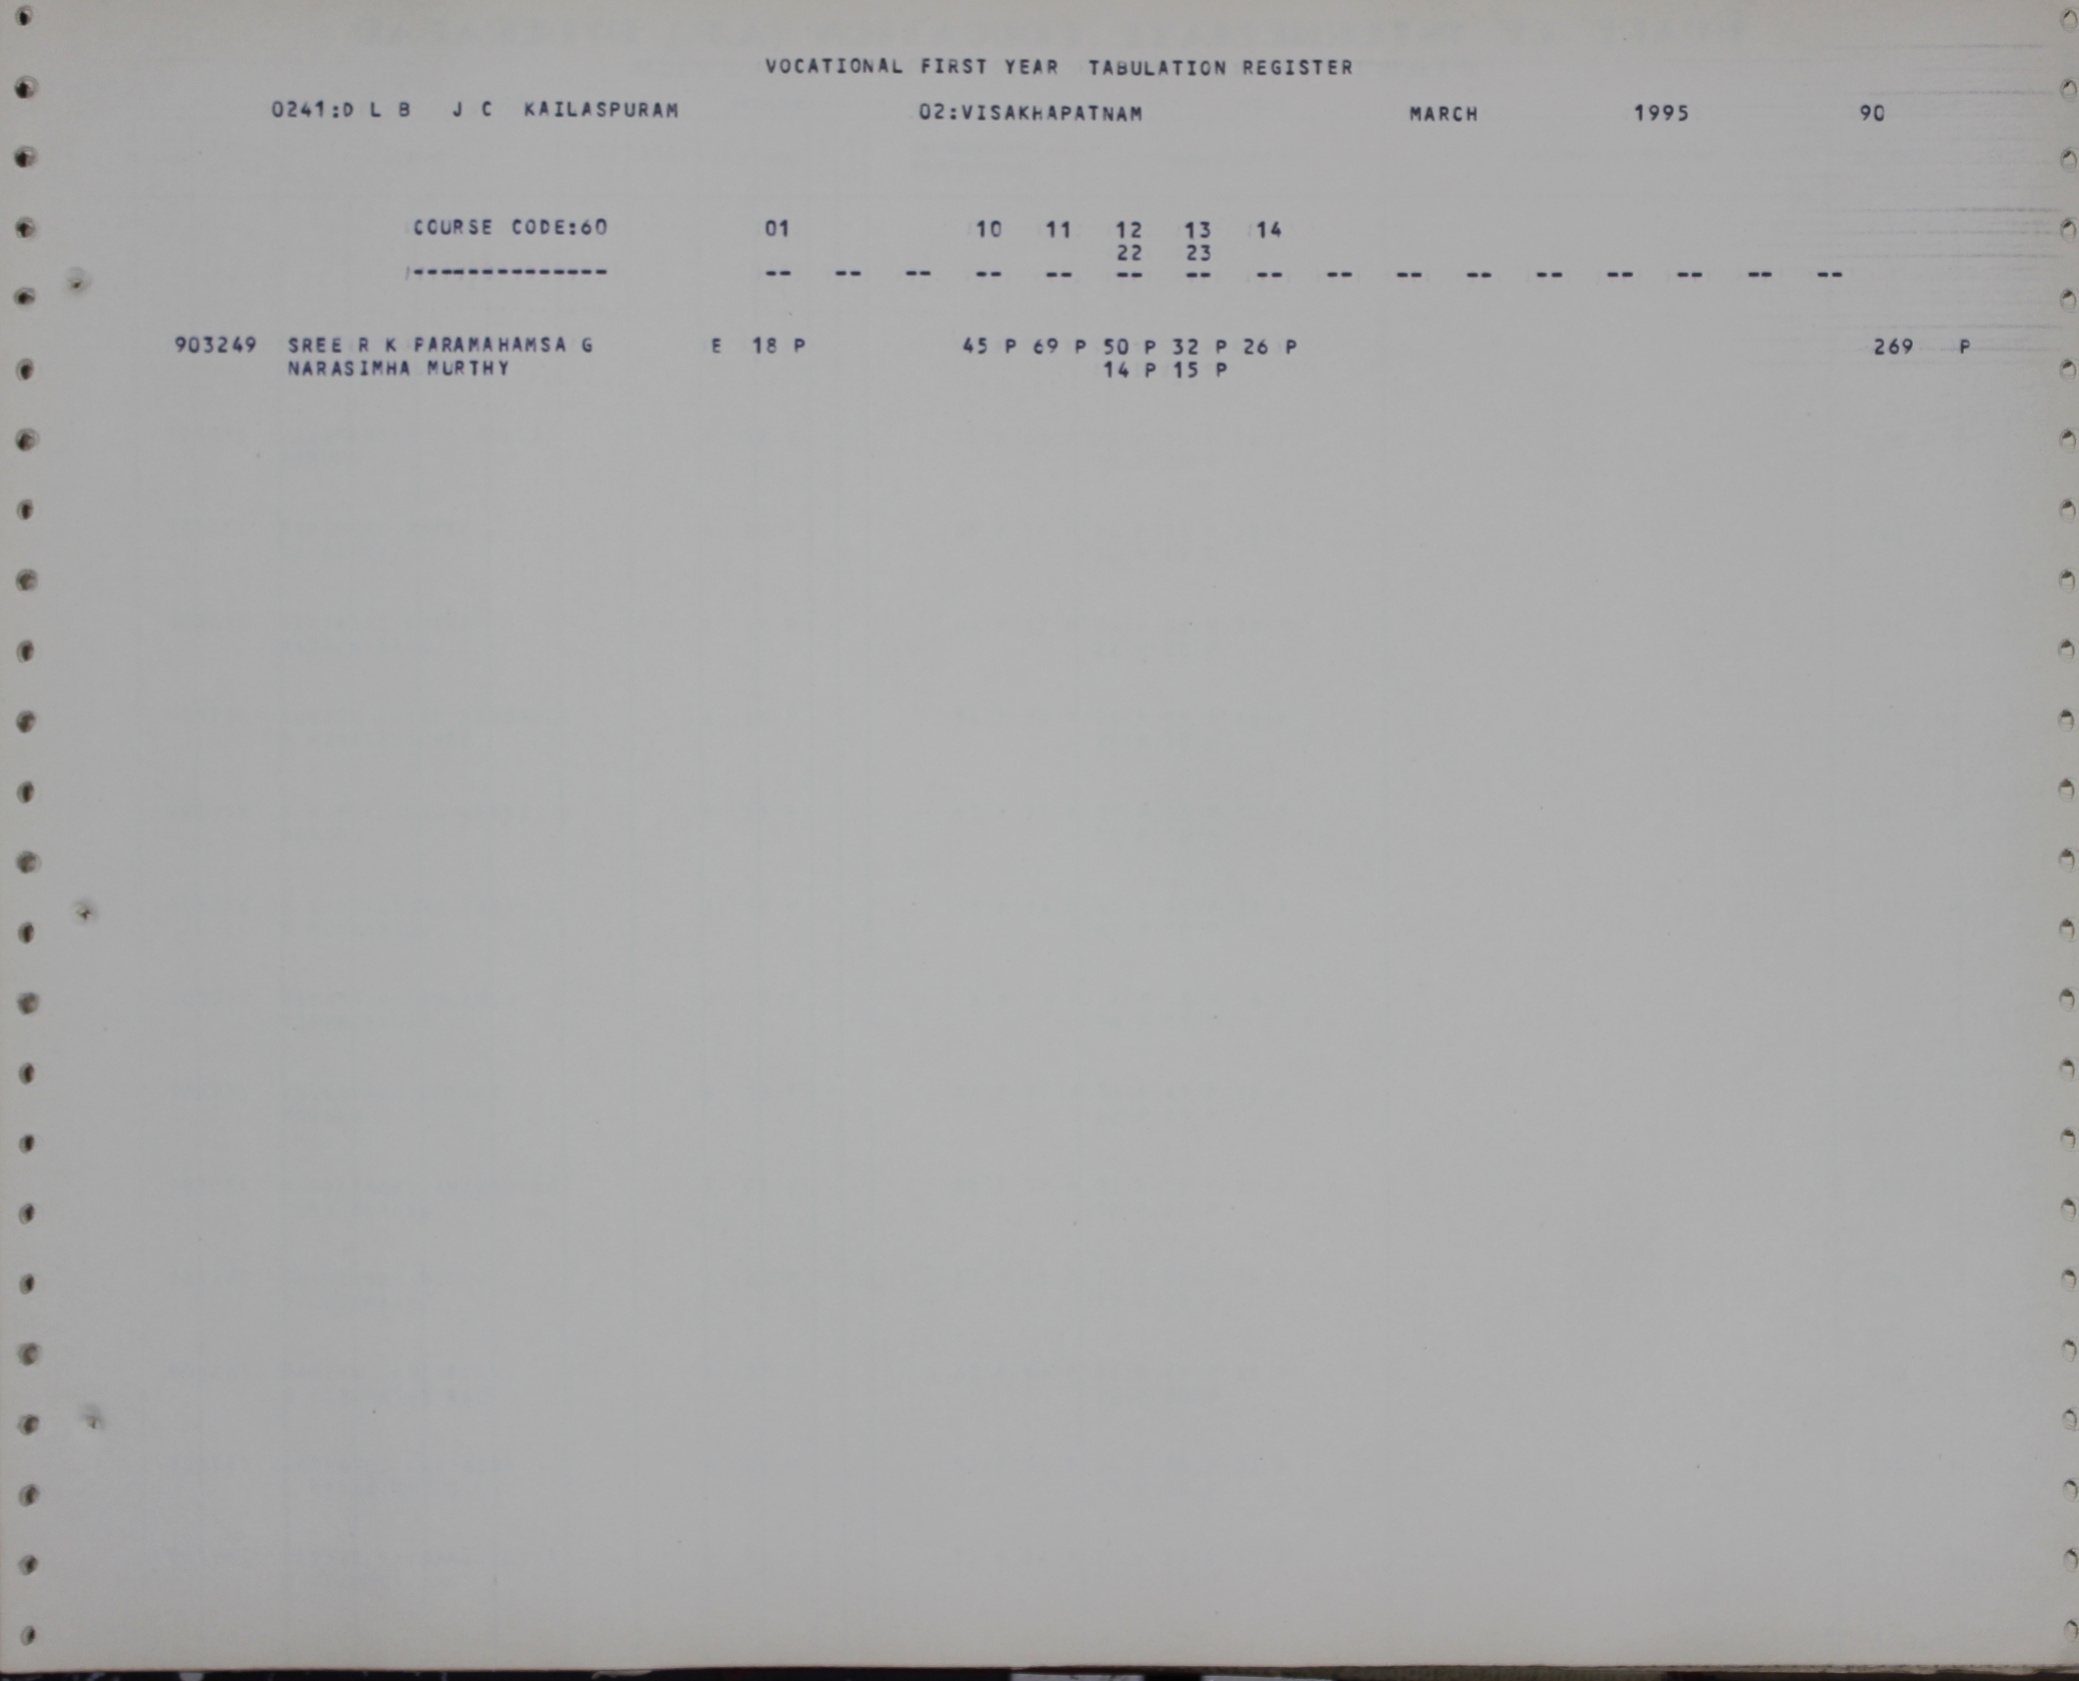 VOCATIONAL FIRST YEAR TABULATION REGISTER
0241:D L B J C KAILASPURAM 02:VISAKHAPATNAM MARCH 1995 90
COURSE CODE:60 01 10 11 12 13 14
22 23
-------------- -- -- -- -- -- -- -- -- -- -- -- -- -- -- -- --
903249 SREE R K PARAMAHAMSA G E 18 P 45 P 69 P 50 P 32 P 26 P 269 P
NARASIMHA MURTHY 14 P 15 P